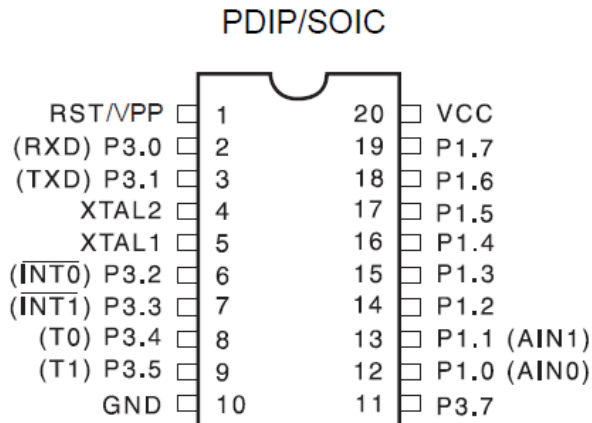 PDIP/SOIC
RST/VPP 1 20 VCC
(RXD) P3.0 2 19 P1.7
(TXD) P3.1 3 18 P1.6
XTAL2 4 17 P1.5
XTAL1 5 16 P1.4
(INT0) P3.2 6 15 P1.3
(INT1) P3.3 7 14 P1.2
(T0) P3.4 8 13 P1.1 (AIN1)
(T1) P3.5 9 12 P1.0 (AIN0)
GND 10 11 P3.7